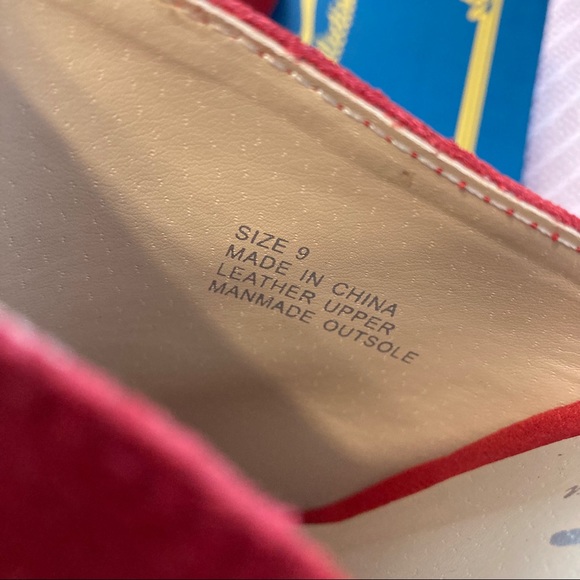 SIZE 9
MADE IN CHINA
LEATHER UPPER
MANMADE OUTSOLE